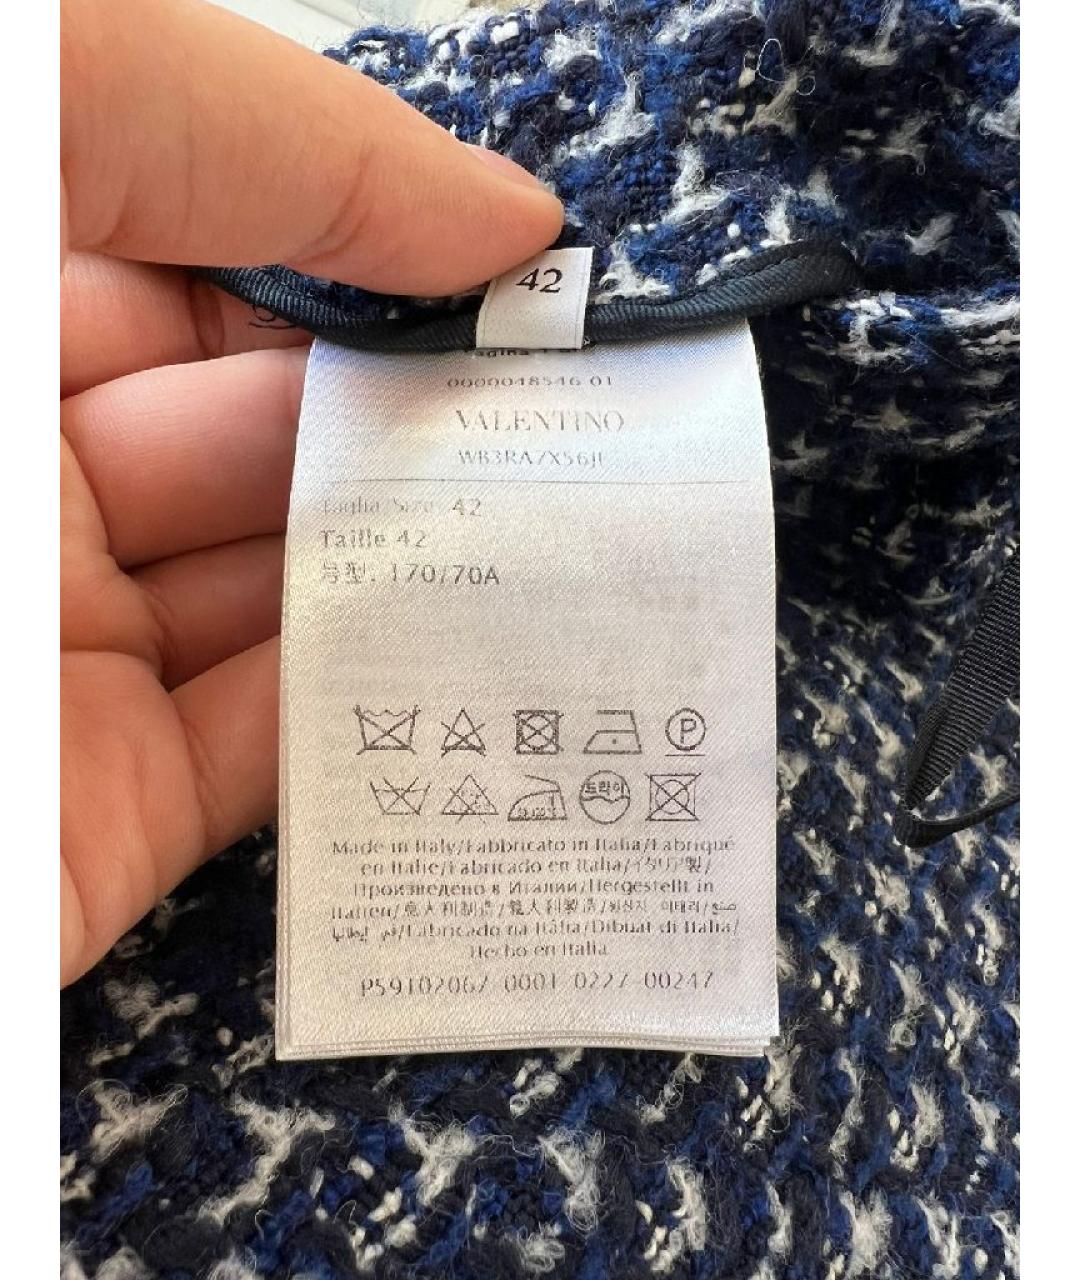 42
0000048546 01
VALENTINO
Taglia/Size 42
Taille 42
号型: 170/70A
P
드라이
Made in Italy/Fabbricato in Italia/Fabriqué
en Italie/Fabricado en Italia/イタリア製/
Произведено в Италии/Hergestellt in
Italien/意大利制造/義大利製造/원산지 이태리/صنع
في إيطاليا/Fabricado na Itália/Dibuat di Italia/
Hecho en Italia
P59102067 0001 0227 00247